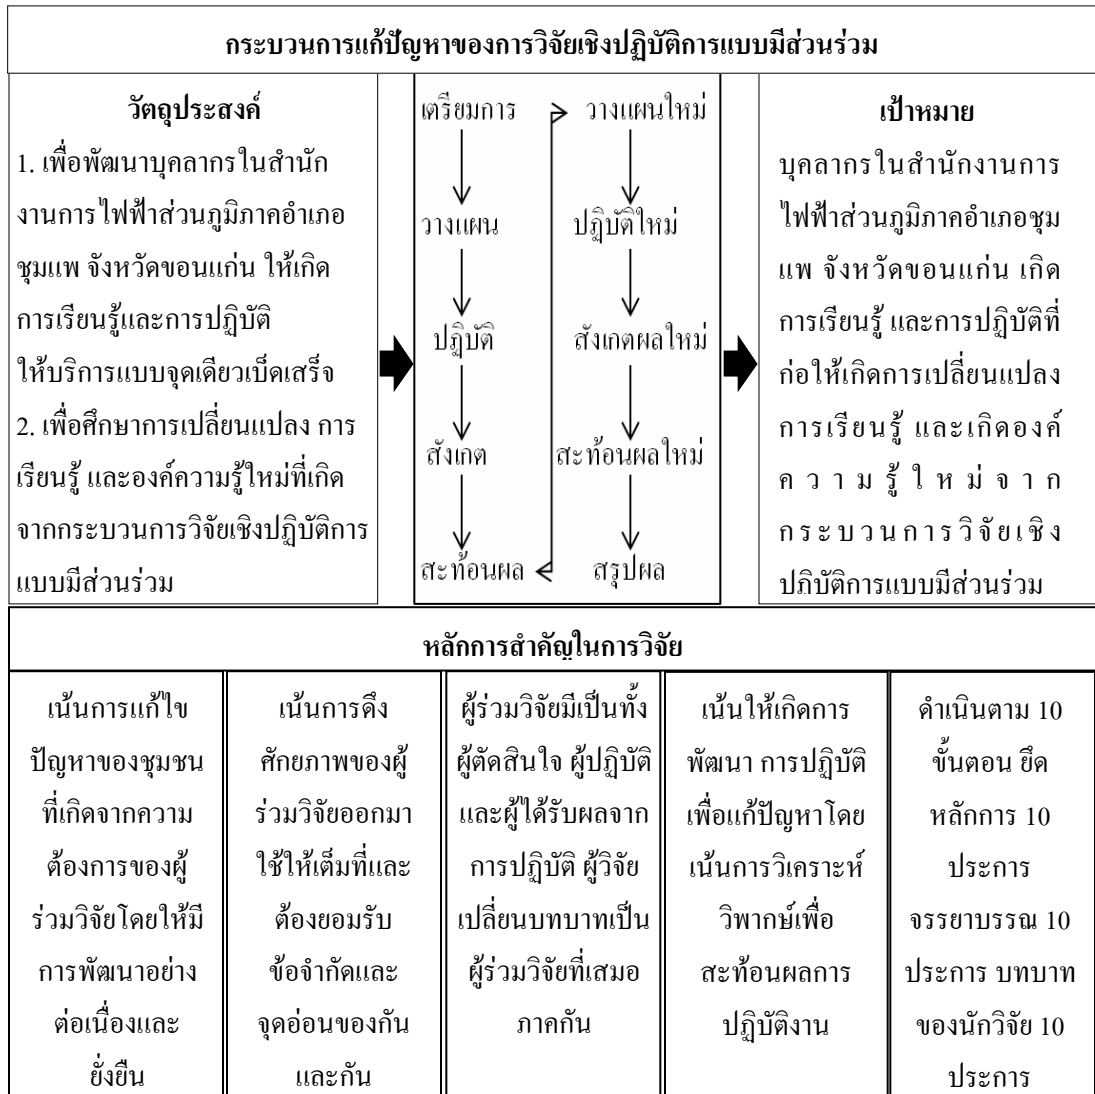 กระบวนการแก้ปัญหาของการวิจัยเชิงปฏิบัติการแบบมีส่วนร่วม
วัตถุประสงค์
1. เพื่อพัฒนาบุคลากรในสำนัก
งานการไฟฟ้าส่วนภูมิภาคอำเภอ
ชุมแพ จังหวัดขอนแก่น ให้เกิด
การเรียนรู้และการปฏิบัติ
ให้บริการแบบจุดเดียวเบ็ดเสร็จ
2. เพื่อศึกษาการเปลี่ยนแปลง การ
เรียนรู้ และองค์ความรู้ใหม่ที่เกิด
จากกระบวนการวิจัยเชิงปฏิบัติการ
แบบมีส่วนร่วม
เตรียมการ
วางแผน
ปฏิบัติ
สังเกต
สะท้อนผล
วางแผนใหม่
ปฏิบัติใหม่
สังเกตผลใหม่
สะท้อนผลใหม่
สรุปผล
เป้าหมาย
บุคลากรในสำนักงานการ
ไฟฟ้าส่วนภูมิภาคอำเภอชุม
แพ จังหวัดขอนแก่น เกิด
การเรียนรู้ และการปฏิบัติที่
ก่อให้เกิดการเปลี่ยนแปลง
การเรียนรู้ และเกิดองค์
ความรู้ใหม่จาก
กระบวนการวิจัยเชิง
ปภิบัติการแบบมีส่วนร่วม
หลักการสำคัญในการวิจัย
เน้นการแก้ไข
ปัญหาของชุมชน
ที่เกิดจากความ
ต้องการของผู้
ร่วมวิจัยโดยให้มี
การพัฒนาอย่าง
ต่อเนื่องและ
ยั่งยืน
เน้นการดึง
ศักยภาพของผู้
ร่วมวิจัยออกมา
ใช้ให้เต็มที่และ
ต้องยอมรับ
ข้อจำกัดและ
จุดอ่อนของกัน
และกัน
ผู้ร่วมวิจัยมีเป็นทั้ง
ผู้ตัดสินใจ ผู้ปฏิบัติ
และผู้ได้รับผลจาก
การปฏิบัติ ผู้วิจัย
เปลี่ยนบทบาทเป็น
ผู้ร่วมวิจัยที่เสมอ
ภาคกัน
เน้นให้เกิดการ
พัฒนา การปฏิบัติ
เพื่อแก้ปัญหาโดย
เน้นการวิเคราะห์
วิพากษ์เพื่อ
สะท้อนผลการ
ปฏิบัติงาน
ดำเนินตาม 10
ขั้นตอน ยึด
หลักการ 10
ประการ
จรรยาบรรณ 10
ประการ บทบาท
ของนักวิจัย 10
ประการ